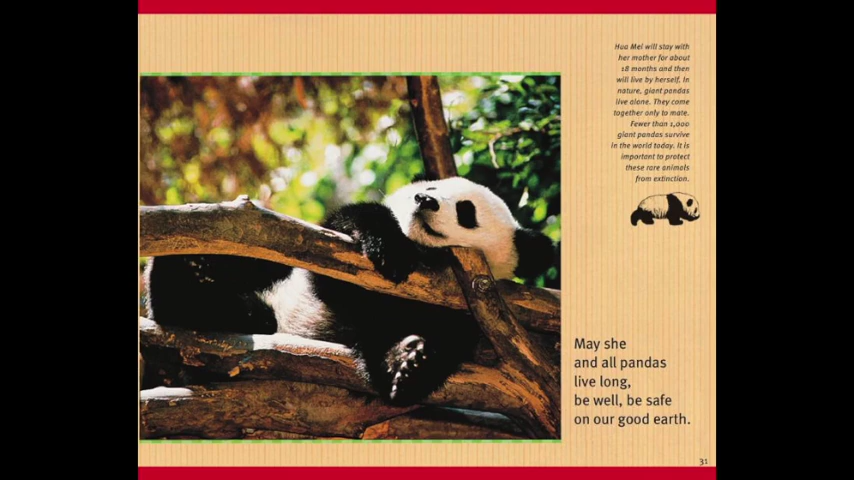 Hua Mei will stay with
her mother for about
18 months and then
will live by herself. In
nature, giant pandas
live alone. They come
together only to mate.
Fewer than 1,000
giant pandas survive
in the world today. It is
important to protect
these rare animals
from extinction.
May she
and all pandas
live long,
be well, be safe
on our good earth.
31